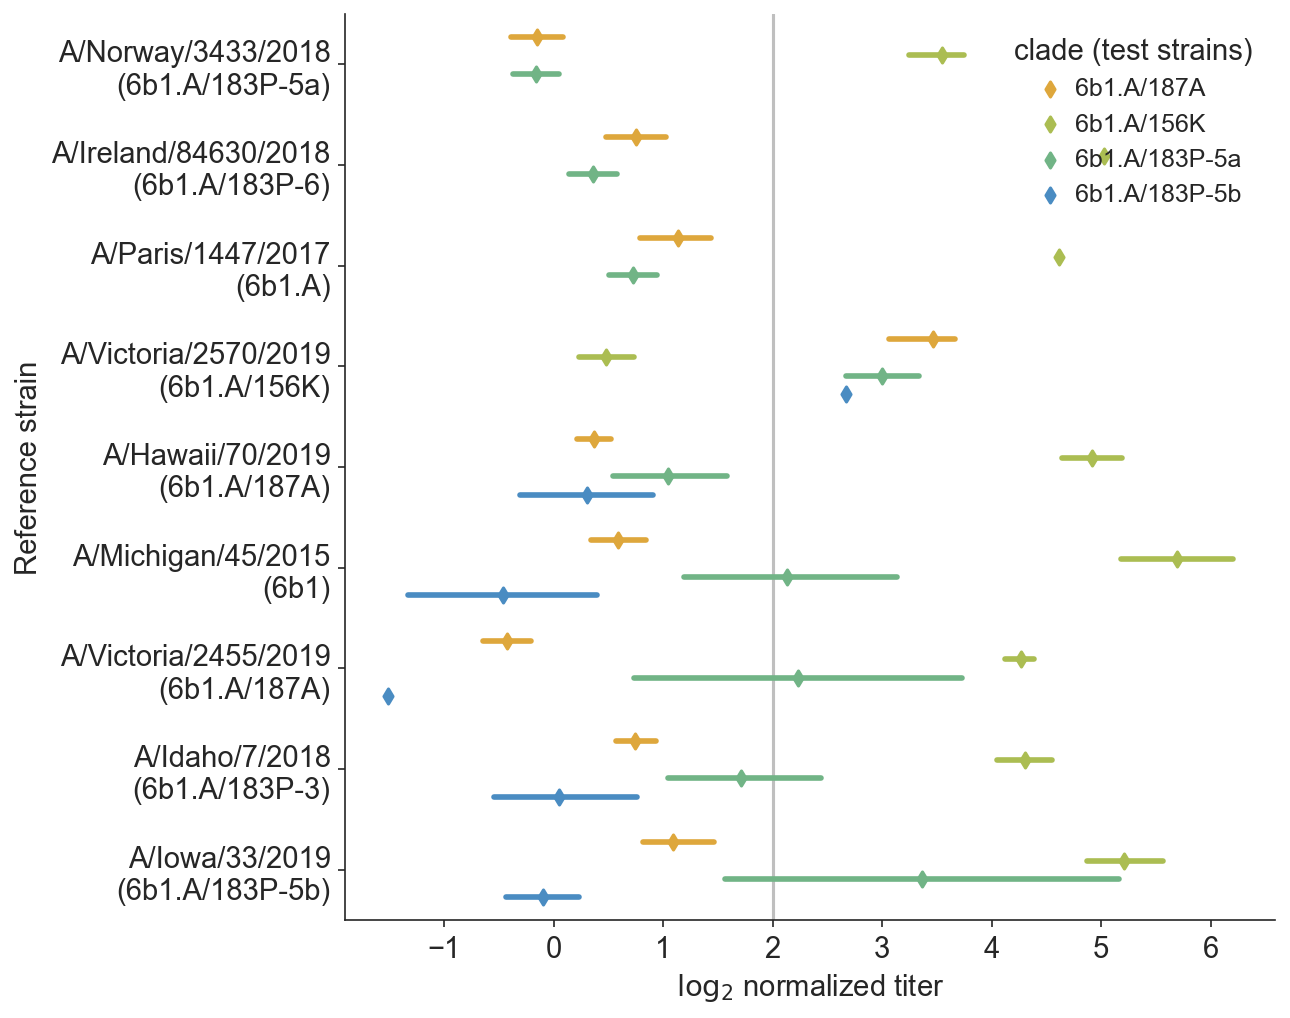 A/Norway/3433/2018
(6b1.A/183P-5a)
A/Ireland/84630/2018
(6b1.A/183P-6)
A/Paris/1447/2017
(6b1.A)
A/Victoria/2570/2019
(6b1.A/156K)
A/Hawaii/70/2019
(6b1.A/187A)
A/Michigan/45/2015
(6b1)
A/Victoria/2455/2019
(6b1.A/187A)
A/Idaho/7/2018
(6b1.A/183P-3)
A/Iowa/33/2019
(6b1.A/183P-5b)
Reference strain
clade (test strains)
6b1.A/187A
6b1.A/156K
6b1.A/183P-5a
6b1.A/183P-5b
−1 0 1 2 3 4 5 6
log₂ normalized titer